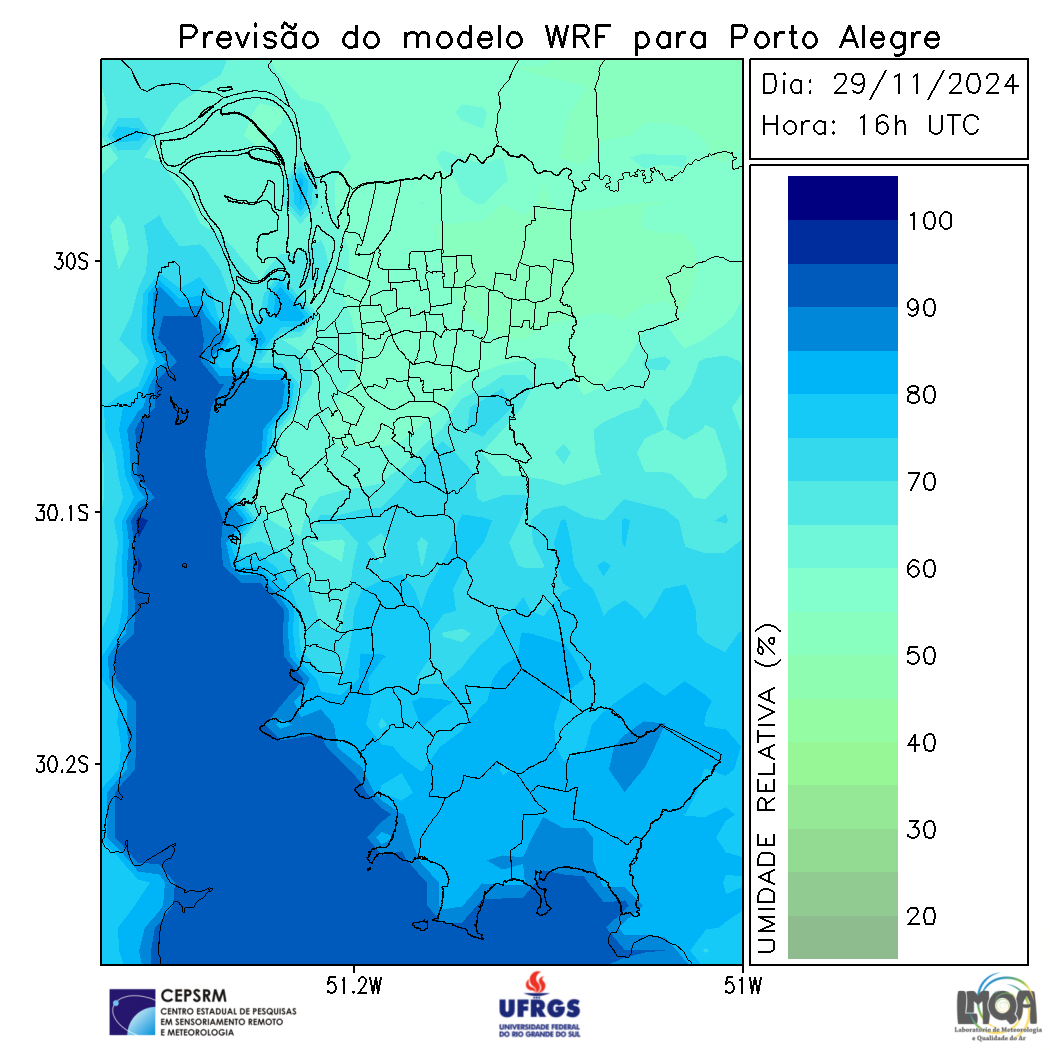 Previsão do modelo WRF para Porto Alegre
Dia: 29/11/2024
Hora: 16h UTC
100
90
80
70
60
50
40
30
20
UMIDADE RELATIVA (%)
30S
30.1S
30.2S
51.2W
51W
CEPSRM
CENTRO ESTADUAL DE PESQUISAS
EM SENSORIAMENTO REMOTO
E METEOROLOGIA
UFRGS
UNIVERSIDADE FEDERAL
DO RIO GRANDE DO SUL
LMQA
Laboratório de Meteorologia
e Qualidade do Ar